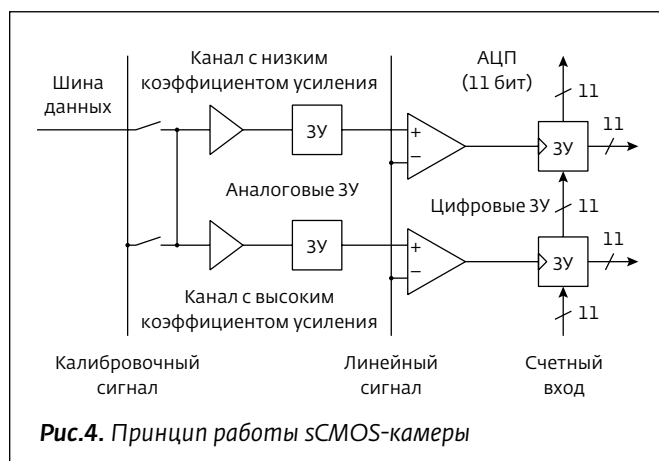 Канал с низким
коэффициентом усиления
АЦП
(11 бит)
Шина
данных
11
11
ЗУ
+
−
ЗУ
Аналоговые ЗУ
Цифровые ЗУ
11
11
ЗУ
+
−
ЗУ
Канал с высоким
коэффициентом усиления
11
Калибровочный
сигнал
Линейный
сигнал
Счетный
вход
Рис.4. Принцип работы sCMOS-камеры